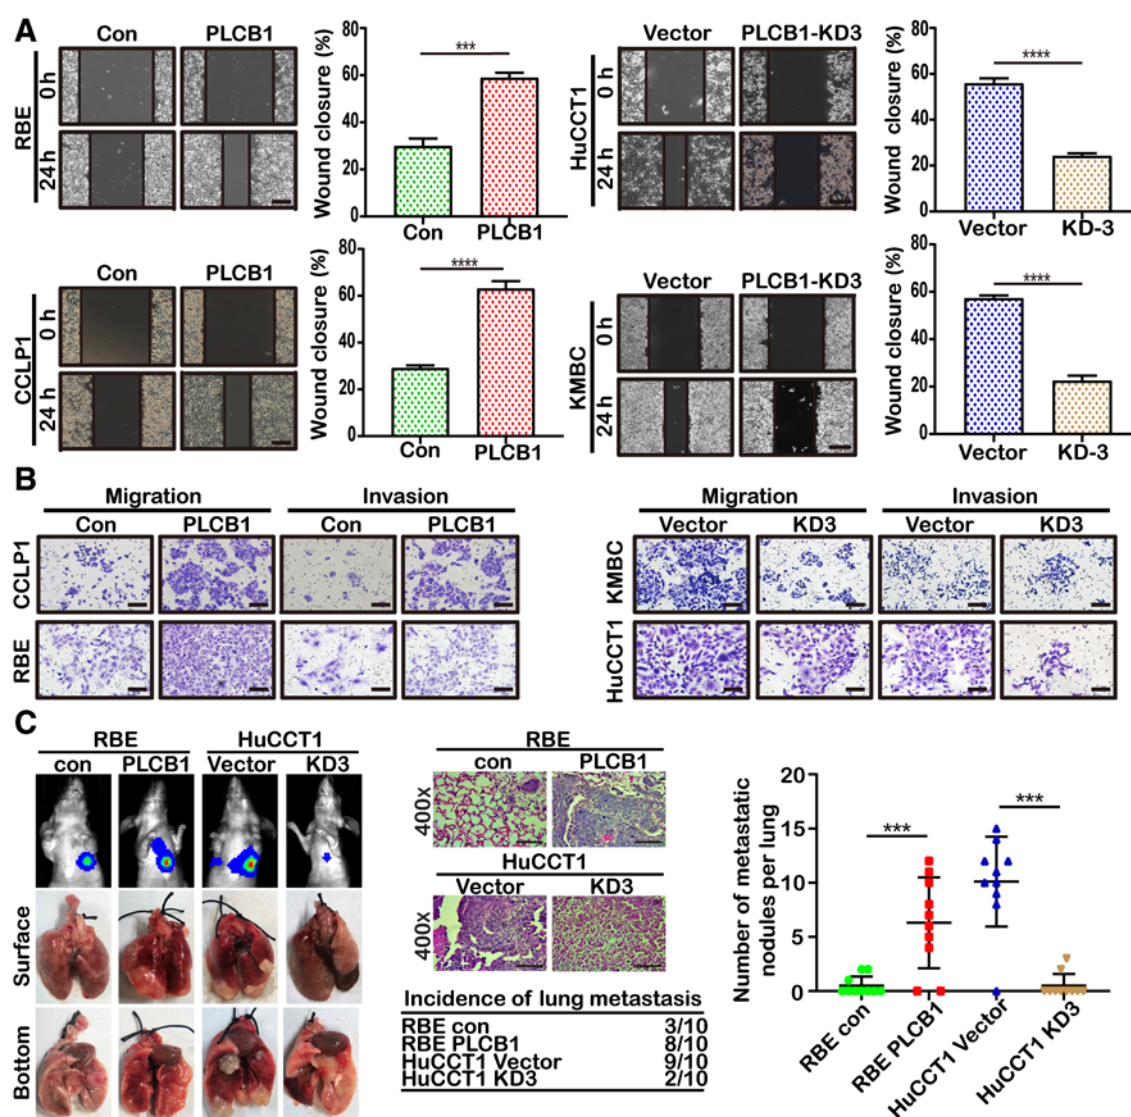 A
Con PLCB1
RBE
0 h
24 h
Wound closure (%)
80
60
40
20
0
***
Con PLCB1
Vector PLCB1-KD3
HuCCT1
0 h
24 h
Wound closure (%)
80
60
40
20
0
****
Vector KD-3
Con PLCB1
CCLP1
0 h
24 h
Wound closure (%)
80
60
40
20
0
****
Con PLCB1
Vector PLCB1-KD3
KMBC
0 h
24 h
Wound closure (%)
80
60
40
20
0
****
Vector KD-3
B
Migration Invasion
Con PLCB1 Con PLCB1
CCLP1
RBE
Migration Invasion
Vector KD3 Vector KD3
KMBC
HuCCT1
C
RBE HuCCT1
con PLCB1 Vector KD3
Surface
Bottom
RBE
con PLCB1
400x
HuCCT1
Vector KD3
400x
Incidence of lung metastasis
RBE con 3/10
RBE PLCB1 8/10
HuCCT1 Vector 9/10
HuCCT1 KD3 2/10
Number of metastatic
nodules per lung
20
15
10
5
0
***
***
RBE con
RBE PLCB1
HuCCT1 Vector
HuCCT1 KD3